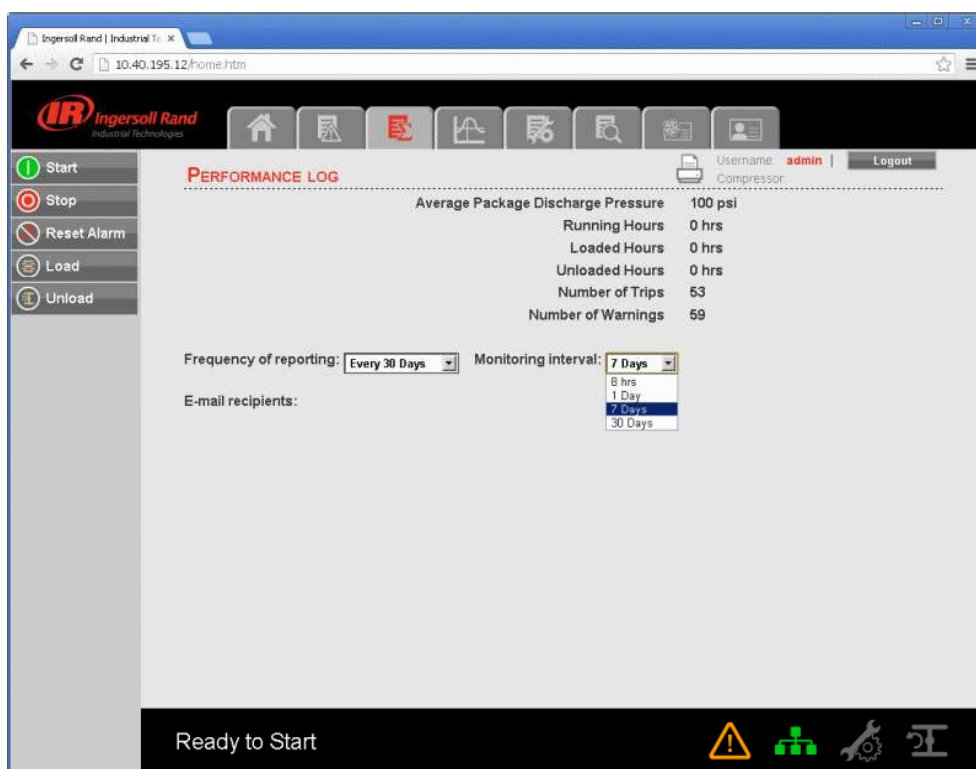 Ingersoll Rand | Industrial Te
10.40.195.12/home.htm
IR Ingersoll Rand
Industrial Technologies
Start
Stop
Reset Alarm
Load
Unload
PERFORMANCE LOG
Username: admin | Logout
Compressor:
Average Package Discharge Pressure 100 psi
Running Hours 0 hrs
Loaded Hours 0 hrs
Unloaded Hours 0 hrs
Number of Trips 53
Number of Warnings 59
Frequency of reporting: Every 30 Days Monitoring interval: 7 Days
8 hrs
1 Day
7 Days
30 Days
E-mail recipients:
Ready to Start